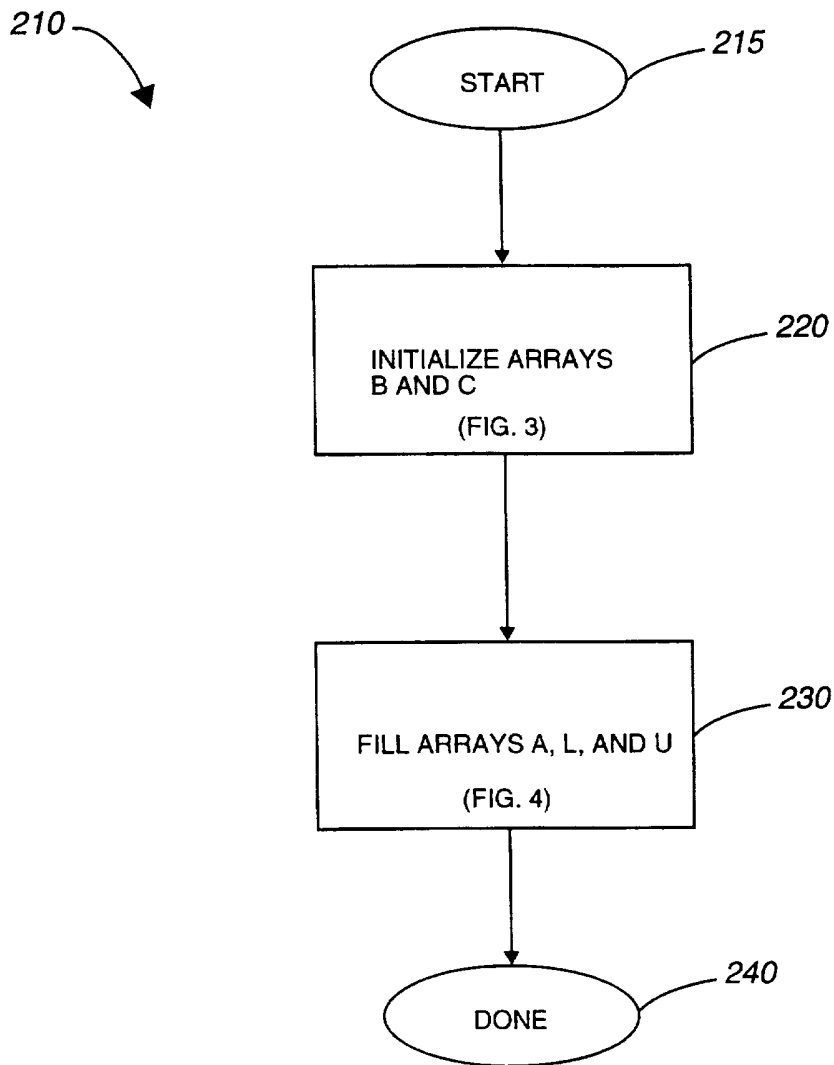 210
215
START
220
INITIALIZE ARRAYS
B AND C
(FIG. 3)
230
FILL ARRAYS A, L, AND U
(FIG. 4)
240
DONE